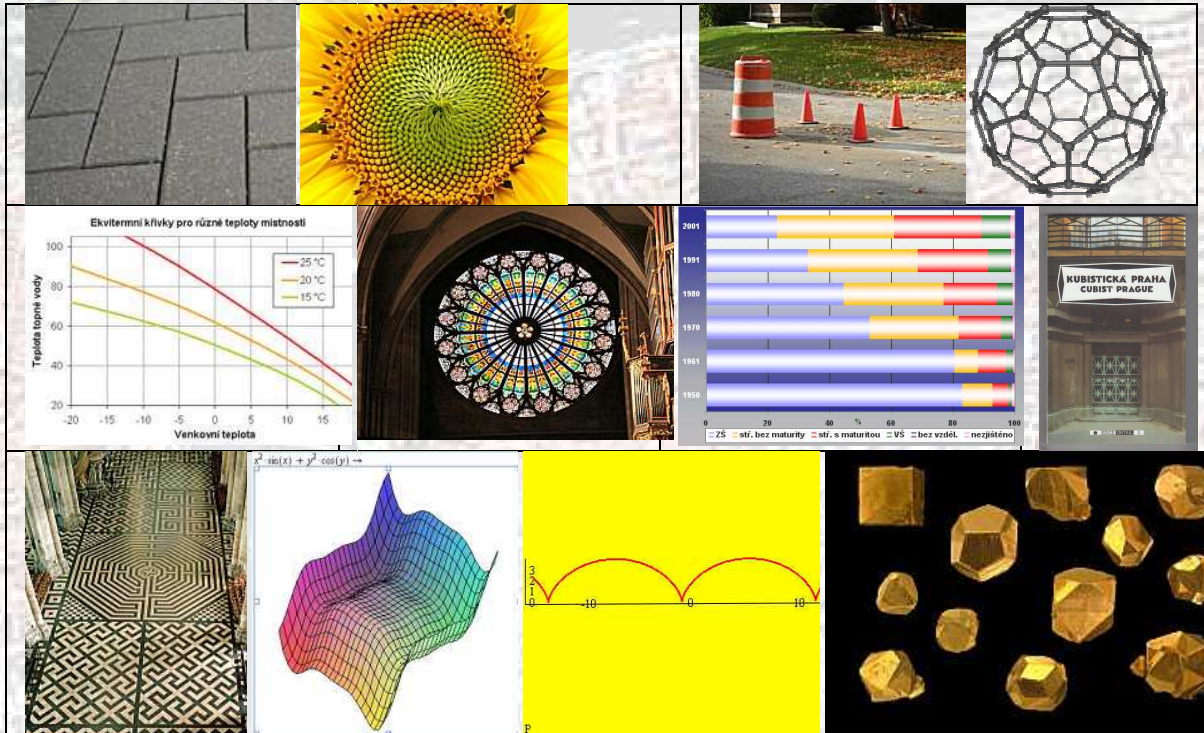 Ekvitermní křivky pro různé teploty místností
Teplota topné vody
100
80
60
40
20
25 °C
20 °C
15 °C
-20 -15 -10 -5 0 5 10 15
Venkovní teplota
2001
1991
1980
1970
1961
1950
0 20 40 60 80 100
%
ZŠ stř. bez maturity stř. s maturitou VŠ bez vzděl. nezjištěno
KUBISTICKÁ PRAHA
CUBIST PRAGUE
x²·sin(x) + y²·cos(y) →
3
2
1
0
-10 0 10
P